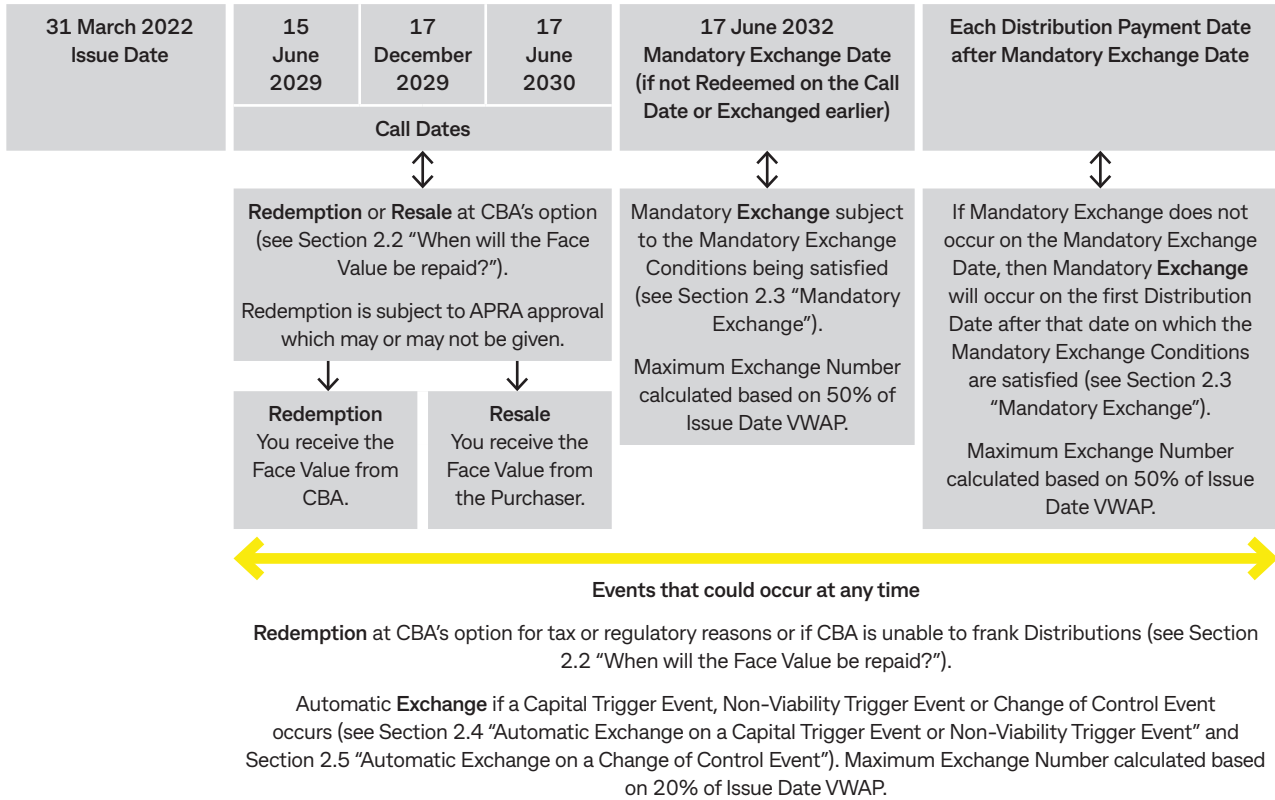 31 March 2022
Issue Date
15
June
2029
17
December
2029
17
June
2030
Call Dates
17 June 2032
Mandatory Exchange Date
(if not Redeemed on the Call
Date or Exchanged earlier)
Each Distribution Payment Date
after Mandatory Exchange Date
Redemption or Resale at CBA’s option
(see Section 2.2 “When will the Face
Value be repaid?”).
Redemption is subject to APRA approval
which may or may not be given.
Redemption
You receive the
Face Value from
CBA.
Resale
You receive the
Face Value from
the Purchaser.
Mandatory Exchange subject
to the Mandatory Exchange
Conditions being satisfied
(see Section 2.3 “Mandatory
Exchange”).
Maximum Exchange Number
calculated based on 50% of
Issue Date VWAP.
If Mandatory Exchange does not
occur on the Mandatory Exchange
Date, then Mandatory Exchange
will occur on the first Distribution
Date after that date on which the
Mandatory Exchange Conditions
are satisfied (see Section 2.3
“Mandatory Exchange”).
Maximum Exchange Number
calculated based on 50% of Issue
Date VWAP.
Events that could occur at any time
Redemption at CBA’s option for tax or regulatory reasons or if CBA is unable to frank Distributions (see Section
2.2 “When will the Face Value be repaid?”).
Automatic Exchange if a Capital Trigger Event, Non-Viability Trigger Event or Change of Control Event
occurs (see Section 2.4 “Automatic Exchange on a Capital Trigger Event or Non-Viability Trigger Event” and
Section 2.5 “Automatic Exchange on a Change of Control Event”). Maximum Exchange Number calculated based
on 20% of Issue Date VWAP.